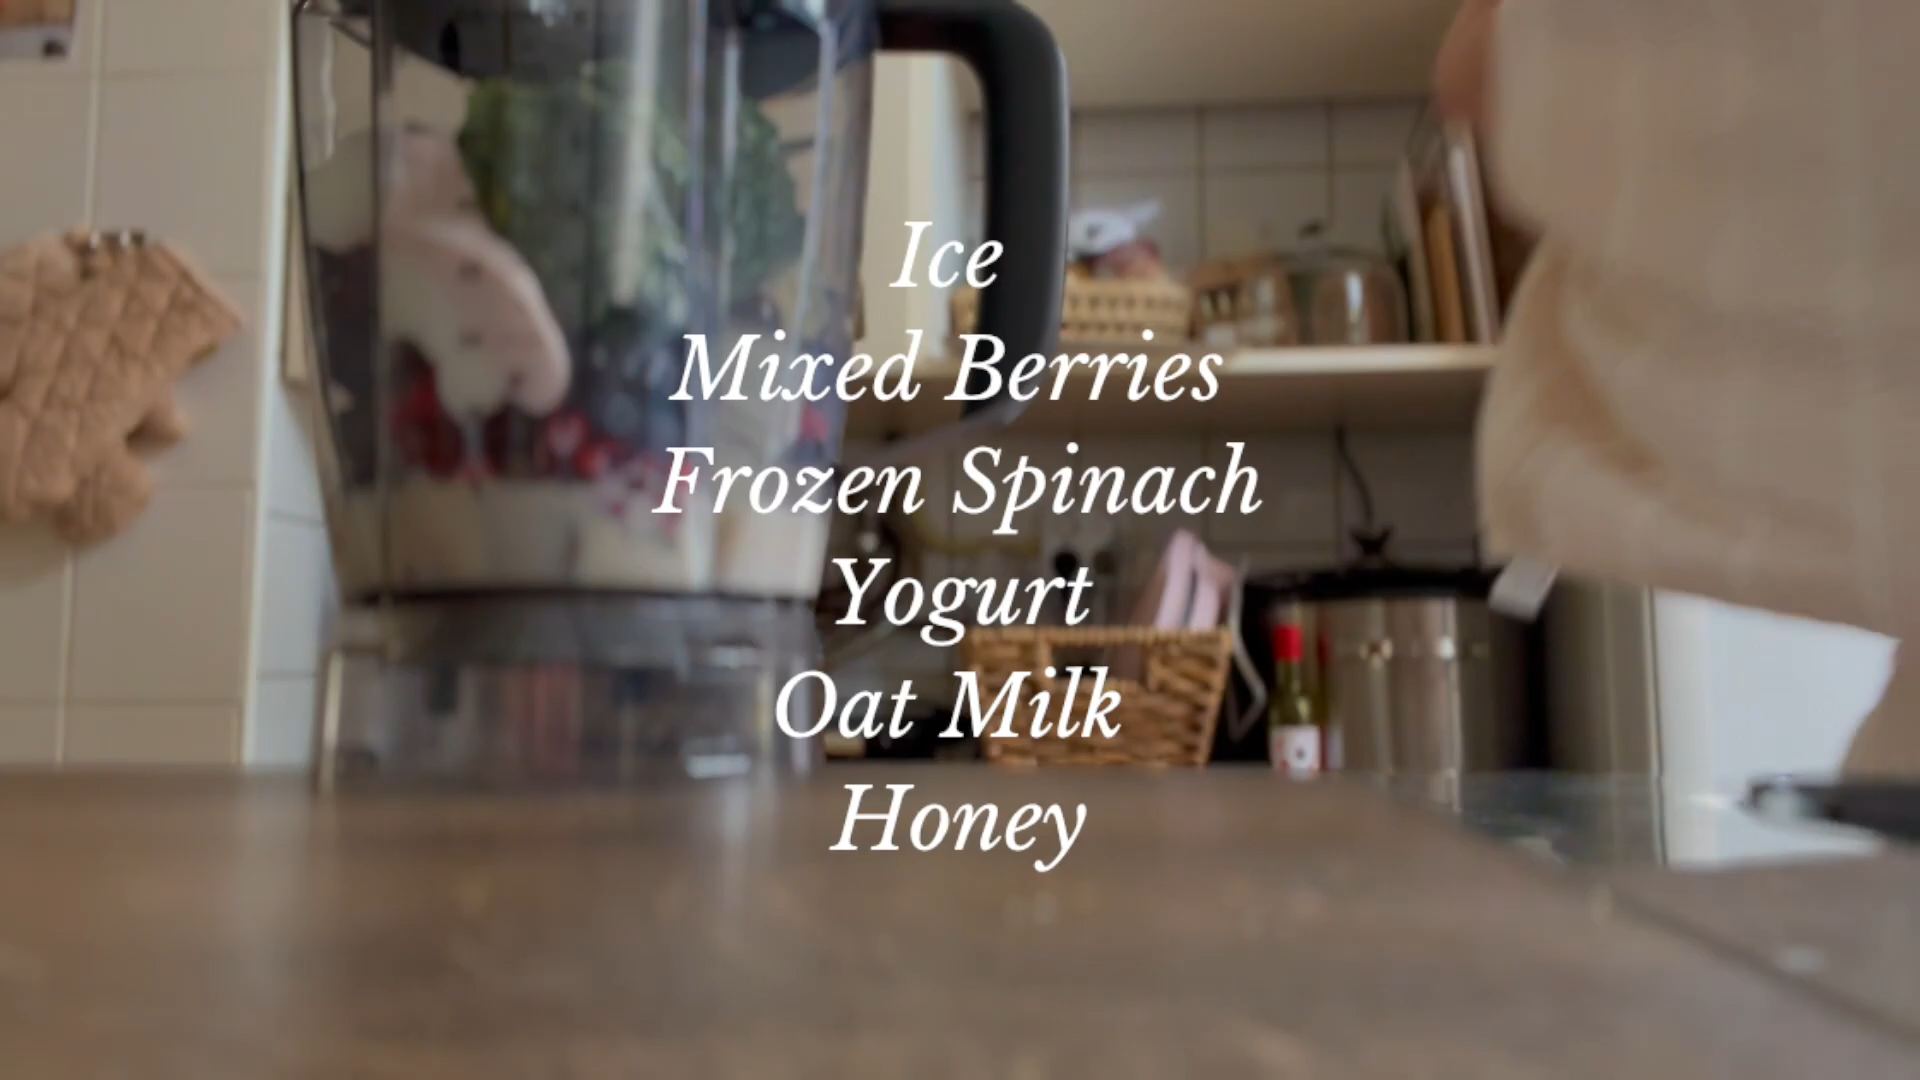 Ice
Mixed Berries
Frozen Spinach
Yogurt
Oat Milk
Honey